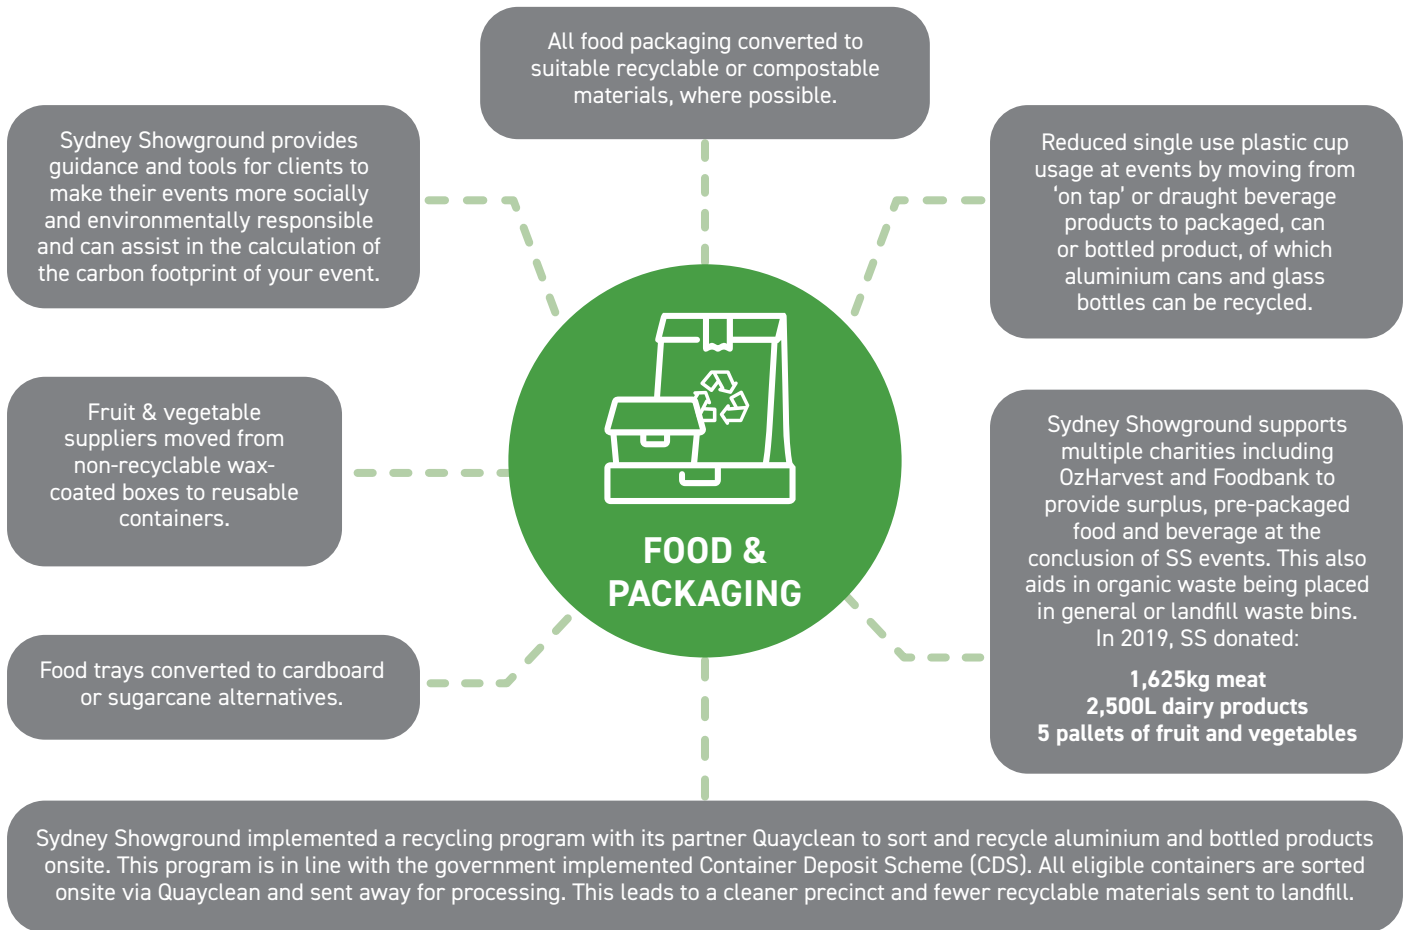 All food packaging converted to
suitable recyclable or compostable
materials, where possible.
Sydney Showground provides
guidance and tools for clients to
make their events more socially
and environmentally responsible
and can assist in the calculation of
the carbon footprint of your event.
Reduced single use plastic cup
usage at events by moving from
‘on tap’ or draught beverage
products to packaged, can
or bottled product, of which
aluminium cans and glass
bottles can be recycled.
Fruit & vegetable
suppliers moved from
non-recyclable wax-
coated boxes to reusable
containers.
FOOD &
PACKAGING
Sydney Showground supports
multiple charities including
OzHarvest and Foodbank to
provide surplus, pre-packaged
food and beverage at the
conclusion of SS events. This also
aids in organic waste being placed
in general or landfill waste bins.
In 2019, SS donated:
1,625kg meat
2,500L dairy products
5 pallets of fruit and vegetables
Food trays converted to cardboard
or sugarcane alternatives.
Sydney Showground implemented a recycling program with its partner Quayclean to sort and recycle aluminium and bottled products
onsite. This program is in line with the government implemented Container Deposit Scheme (CDS). All eligible containers are sorted
onsite via Quayclean and sent away for processing. This leads to a cleaner precinct and fewer recyclable materials sent to landfill.